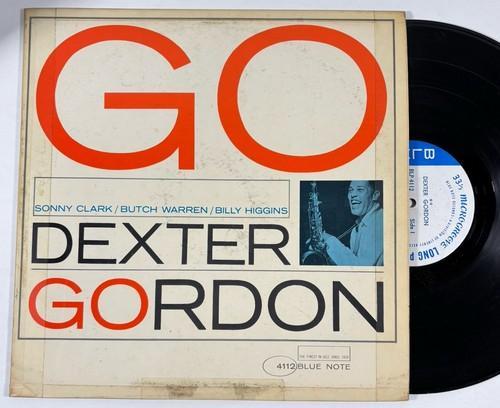 GO
SONNY CLARK/BUTCH WARREN/BILLY HIGGINS
DEXTER
GORDON
THE FINEST IN JAZZ SINCE 1939
4112 BLUE NOTE
33⅓ MICROGROOVE LONG P
BLP 4112
DEXTER GORDON
Side 1